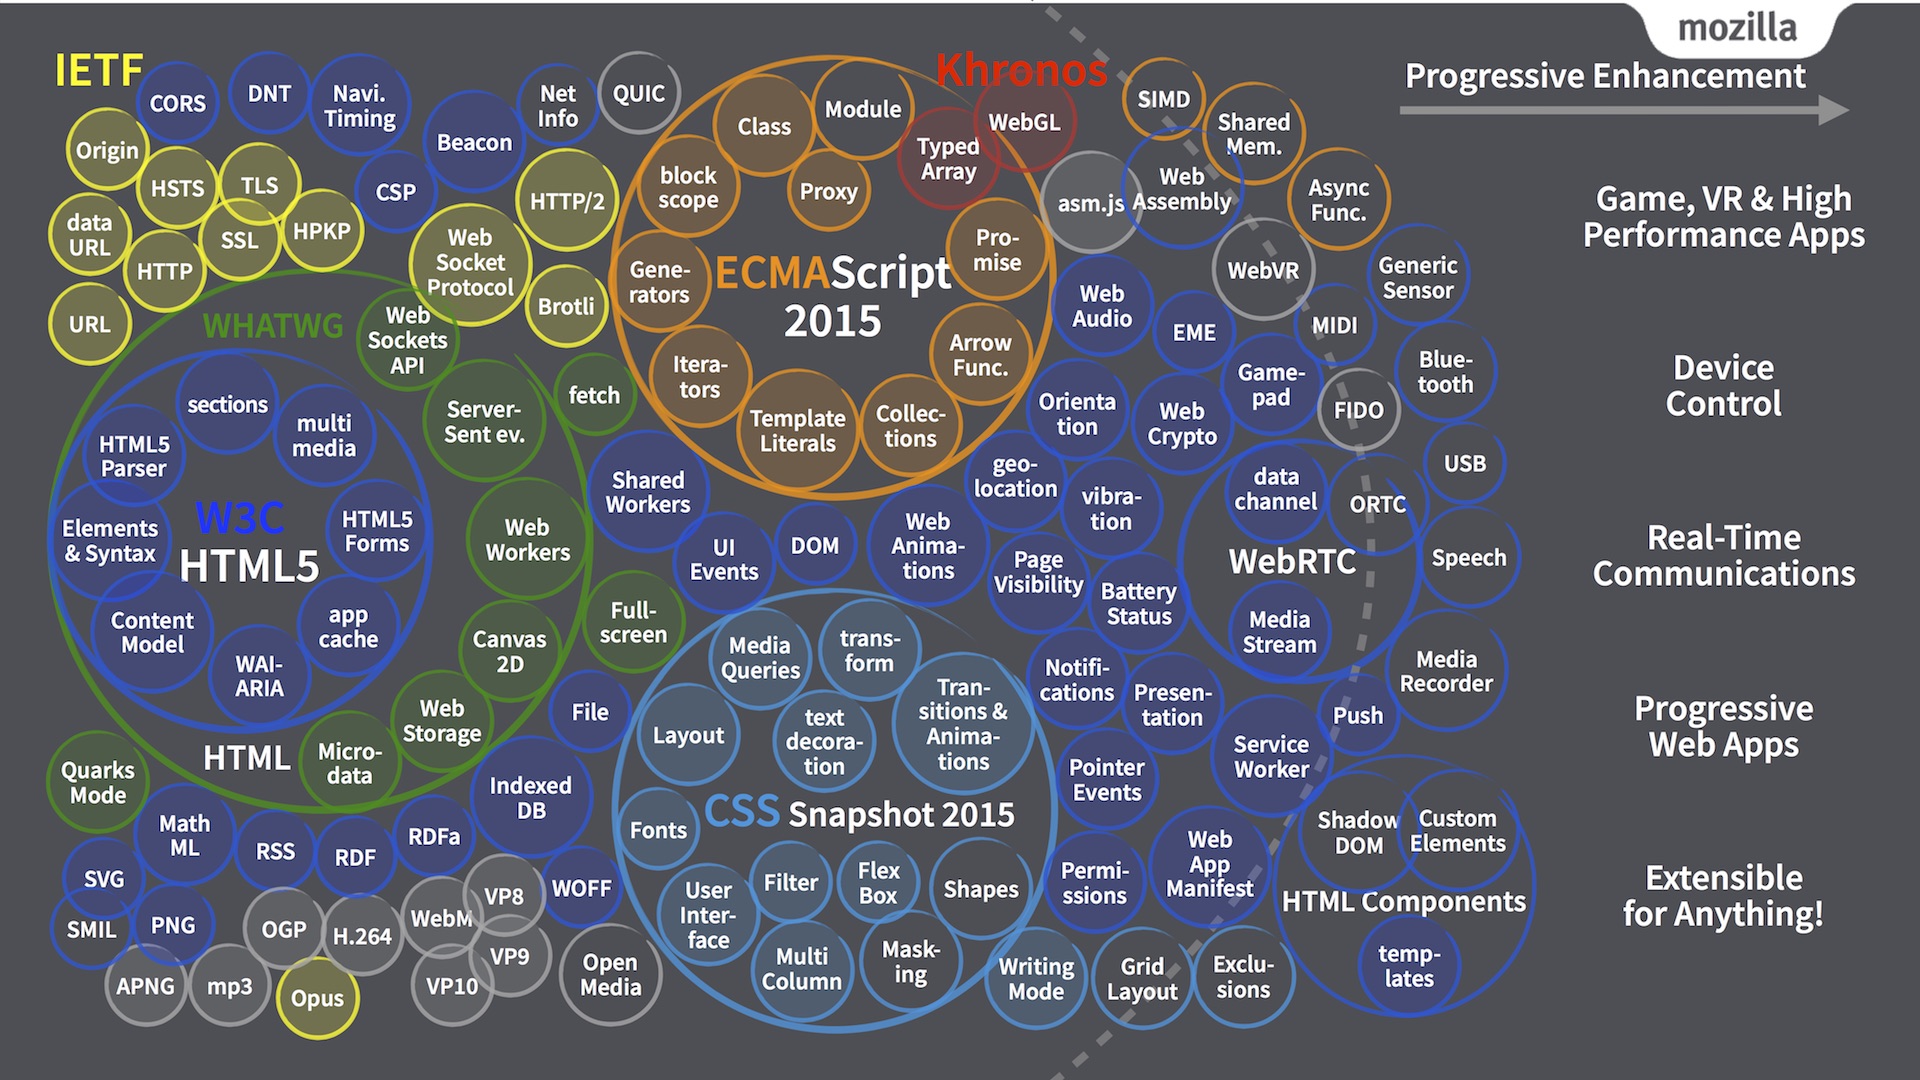 mozilla
Progressive Enhancement
IETF
CORS
DNT
Navi.
Timing
Beacon
Net
Info
QUIC
Origin
HSTS
TLS
CSP
HTTP/2
data
URL
HTTP
SSL
HPKP
Web
Socket
Protocol
Brotli
URL
WHATWG
Web
Sockets
API
Server-
Sent ev.
fetch
sections
multi
media
HTML5
Parser
W3C
HTML5
Elements
& Syntax
HTML5
Forms
Content
Model
app
cache
WAI-
ARIA
Web
Workers
Canvas
2D
Full-
screen
Web
Storage
Micro-
data
HTML
Quarks
Mode
File
Indexed
DB
Math
ML
RSS
RDF
RDFa
SVG
SMIL
PNG
OGP
H.264
WebM
VP8
WOFF
APNG
mp3
Opus
VP10
VP9
Open
Media
Khronos
Class
Module
Typed
Array
WebGL
block
scope
Proxy
Gene-
rators
ECMAScript
2015
Pro-
mise
Itera-
tors
Template
Literals
Collec-
tions
Arrow
Func.
Shared
Workers
UI
Events
DOM
Web
Anima-
tions
Media
Queries
trans-
form
Layout
text
decora-
tion
Tran-
sitions &
Anima-
tions
CSS Snapshot 2015
Fonts
User
Inter-
face
Filter
Flex
Box
Shapes
Multi
Column
Mask-
ing
Writing
Mode
Grid
Layout
Exclu-
sions
SIMD
Shared
Mem.
asm.js
Web
Assembly
Async
Func.
WebVR
Generic
Sensor
Web
Audio
EME
MIDI
Blue-
tooth
Orienta
tion
Web
Crypto
Game-
pad
FIDO
USB
geo-
location
vibra-
tion
data
channel
ORTC
WebRTC
Speech
Page
Visibility
Battery
Status
Media
Stream
Media
Recorder
Notifi-
cations
Presen-
tation
Push
Service
Worker
Pointer
Events
Permi-
ssions
Web
App
Manifest
Shadow
DOM
Custom
Elements
HTML Components
temp-
lates
Game, VR & High
Performance Apps
Device
Control
Real-Time
Communications
Progressive
Web Apps
Extensible
for Anything!